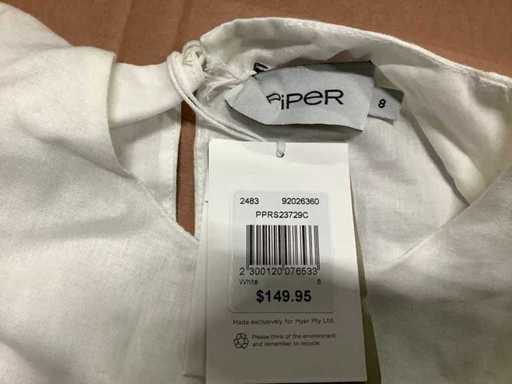 PIPER
8
2483 92026360
PPRS23729C
2 300120 076533
White 8
$149.95
Made exclusively for Myer Pty Ltd.
Please think of the environment
and remember to recycle.